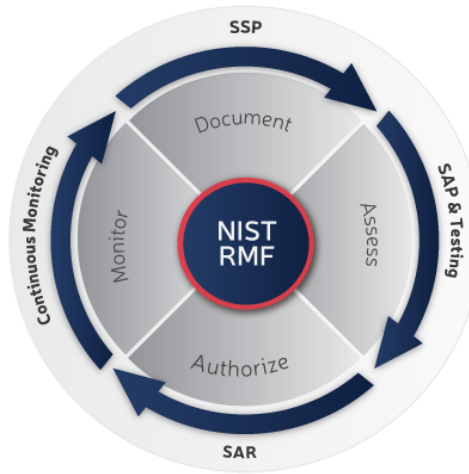 SSP
Document
SAP & Testing
Assess
NIST
RMF
Authorize
SAR
Monitor
Continuous Monitoring